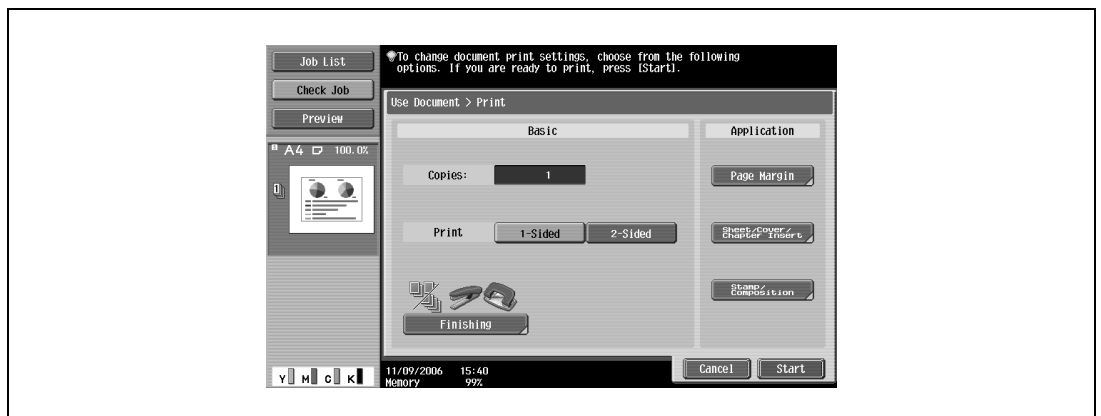 Job List
Check Job
Preview
A4 100.0%
1
To change document print settings, choose from the following
options. If you are ready to print, press [Start].
Use Document > Print
Basic
Copies: 1
Print 1-Sided 2-Sided
Finishing
Application
Page Margin
Sheet/Cover/
Chapter Insert
Stamp/
Composition
Y M C K
11/09/2006 15:40
Memory 99%
Cancel Start